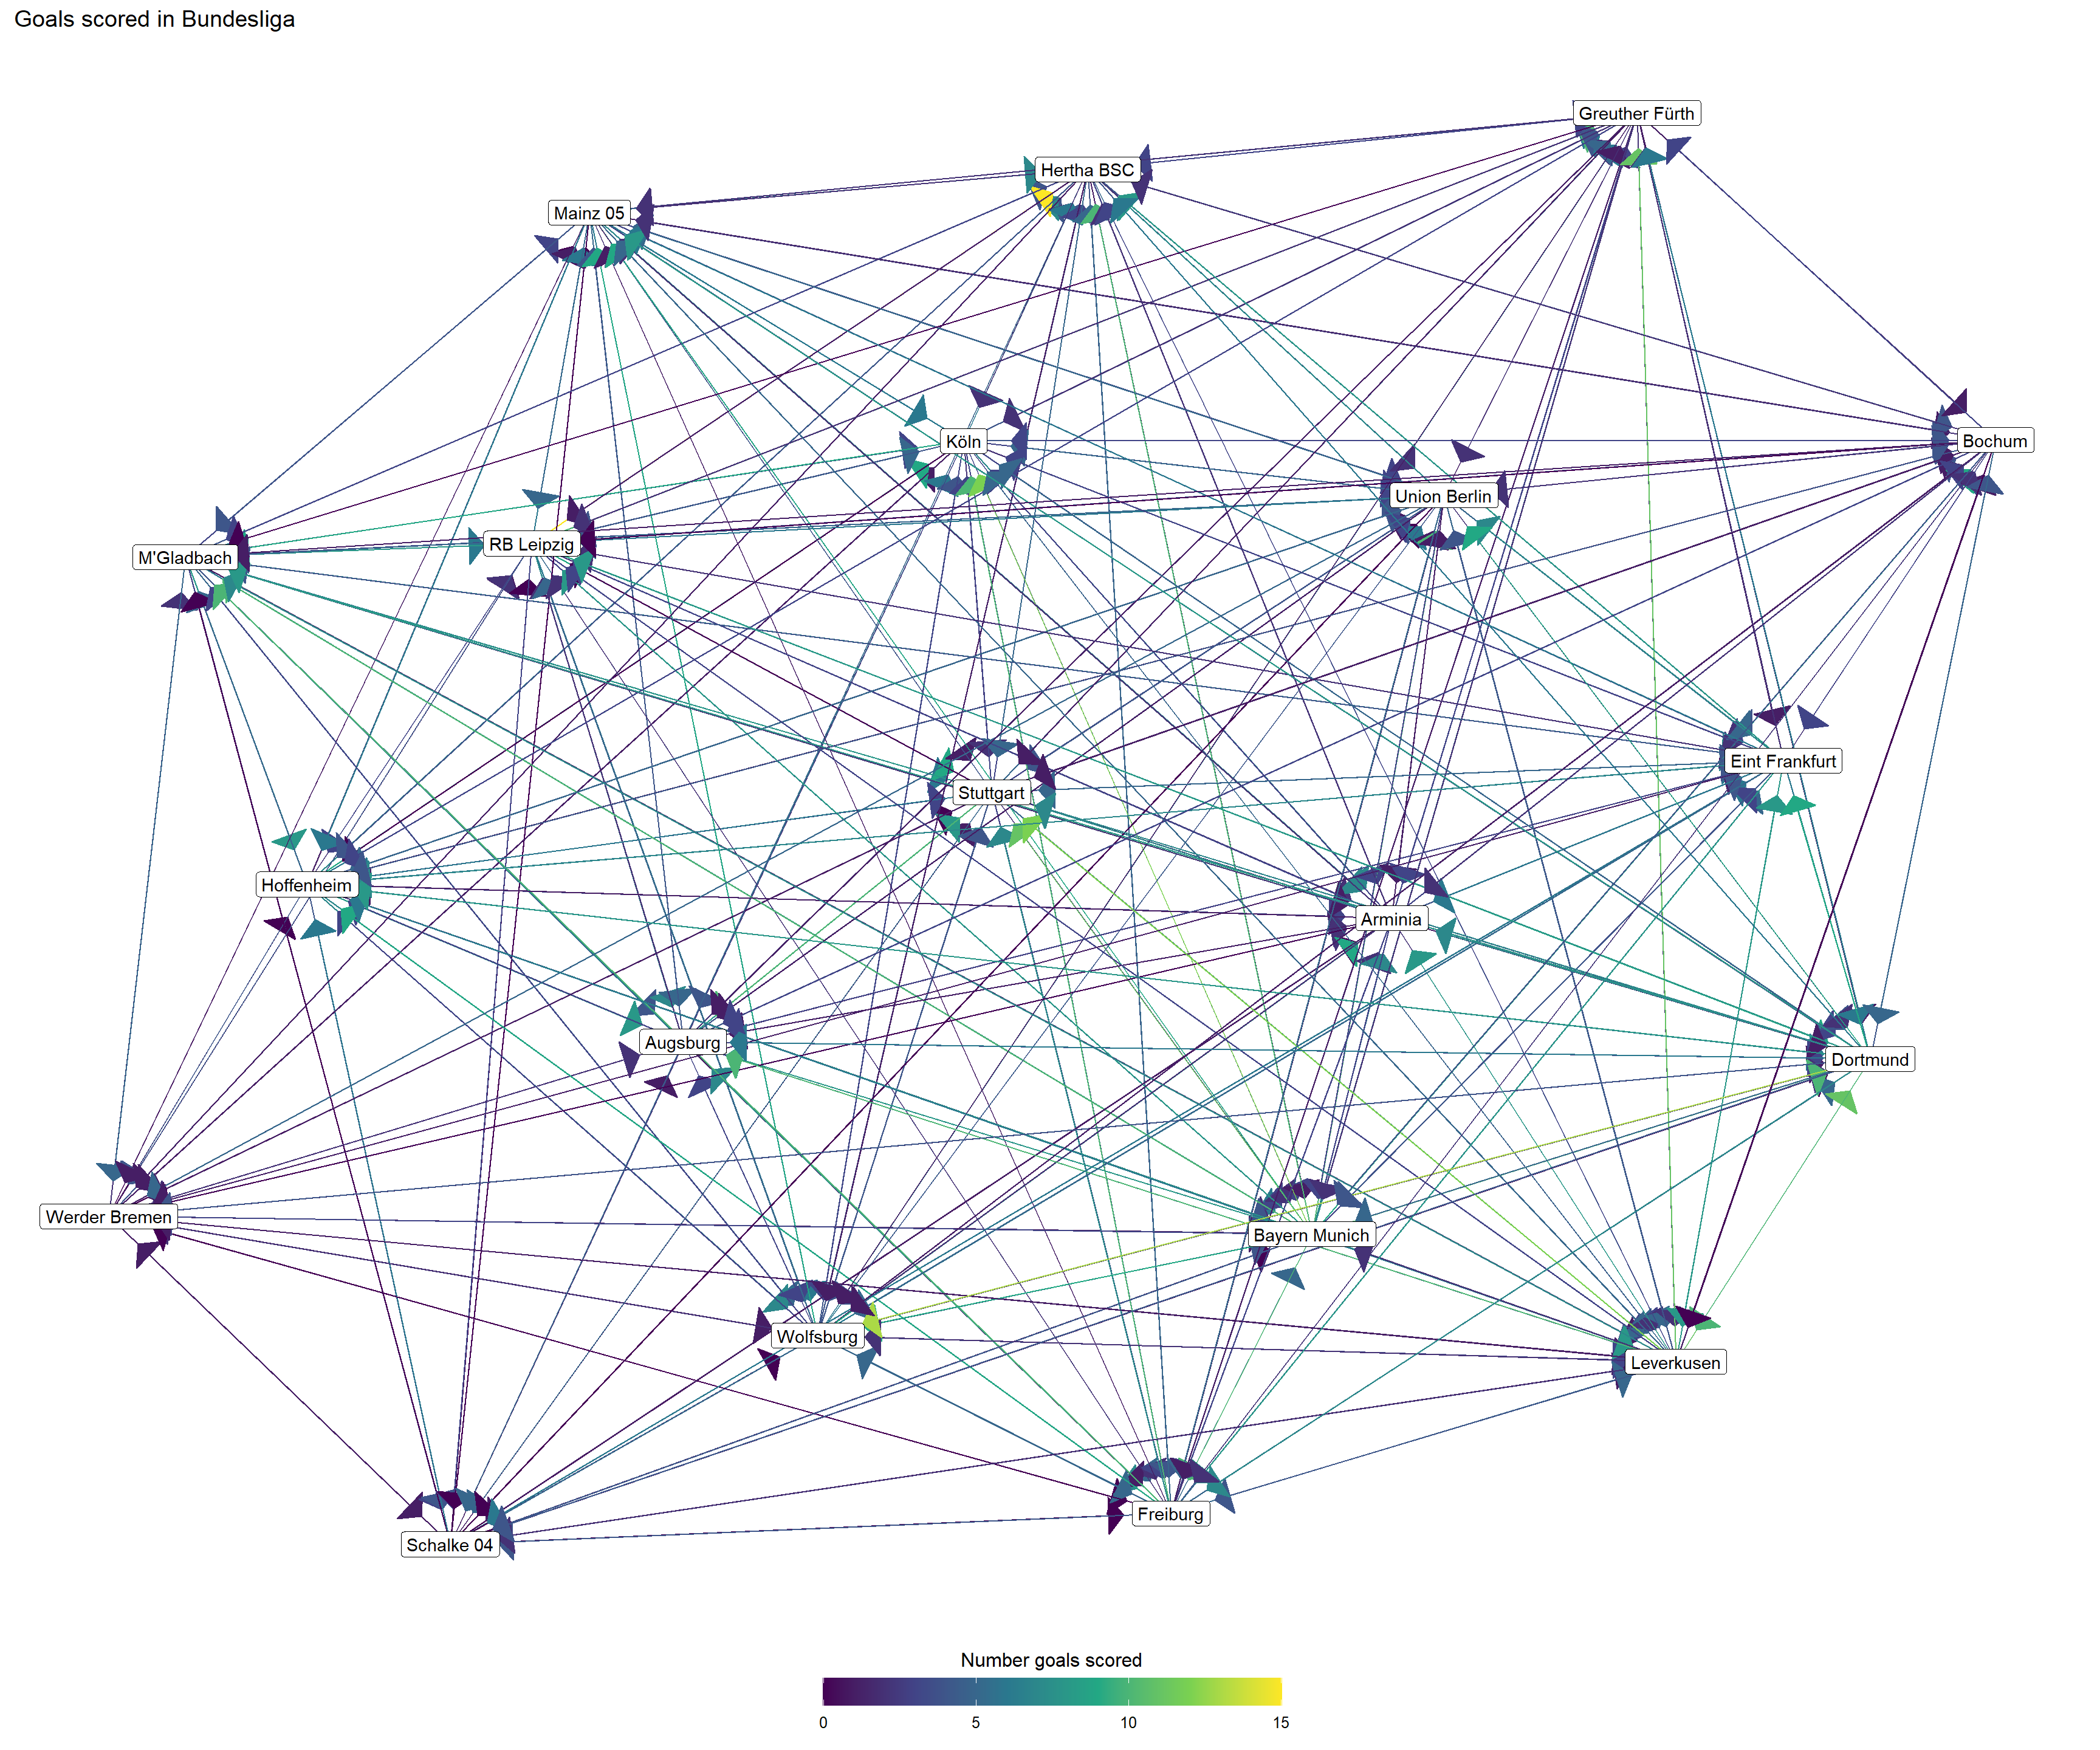 Goals scored in Bundesliga
Greuther Fürth
Hertha BSC
Mainz 05
Köln
Bochum
Union Berlin
RB Leipzig
M'Gladbach
Eint Frankfurt
Stuttgart
Hoffenheim
Arminia
Augsburg
Dortmund
Werder Bremen
Bayern Munich
Wolfsburg
Leverkusen
Freiburg
Schalke 04
Number goals scored
0 5 10 15